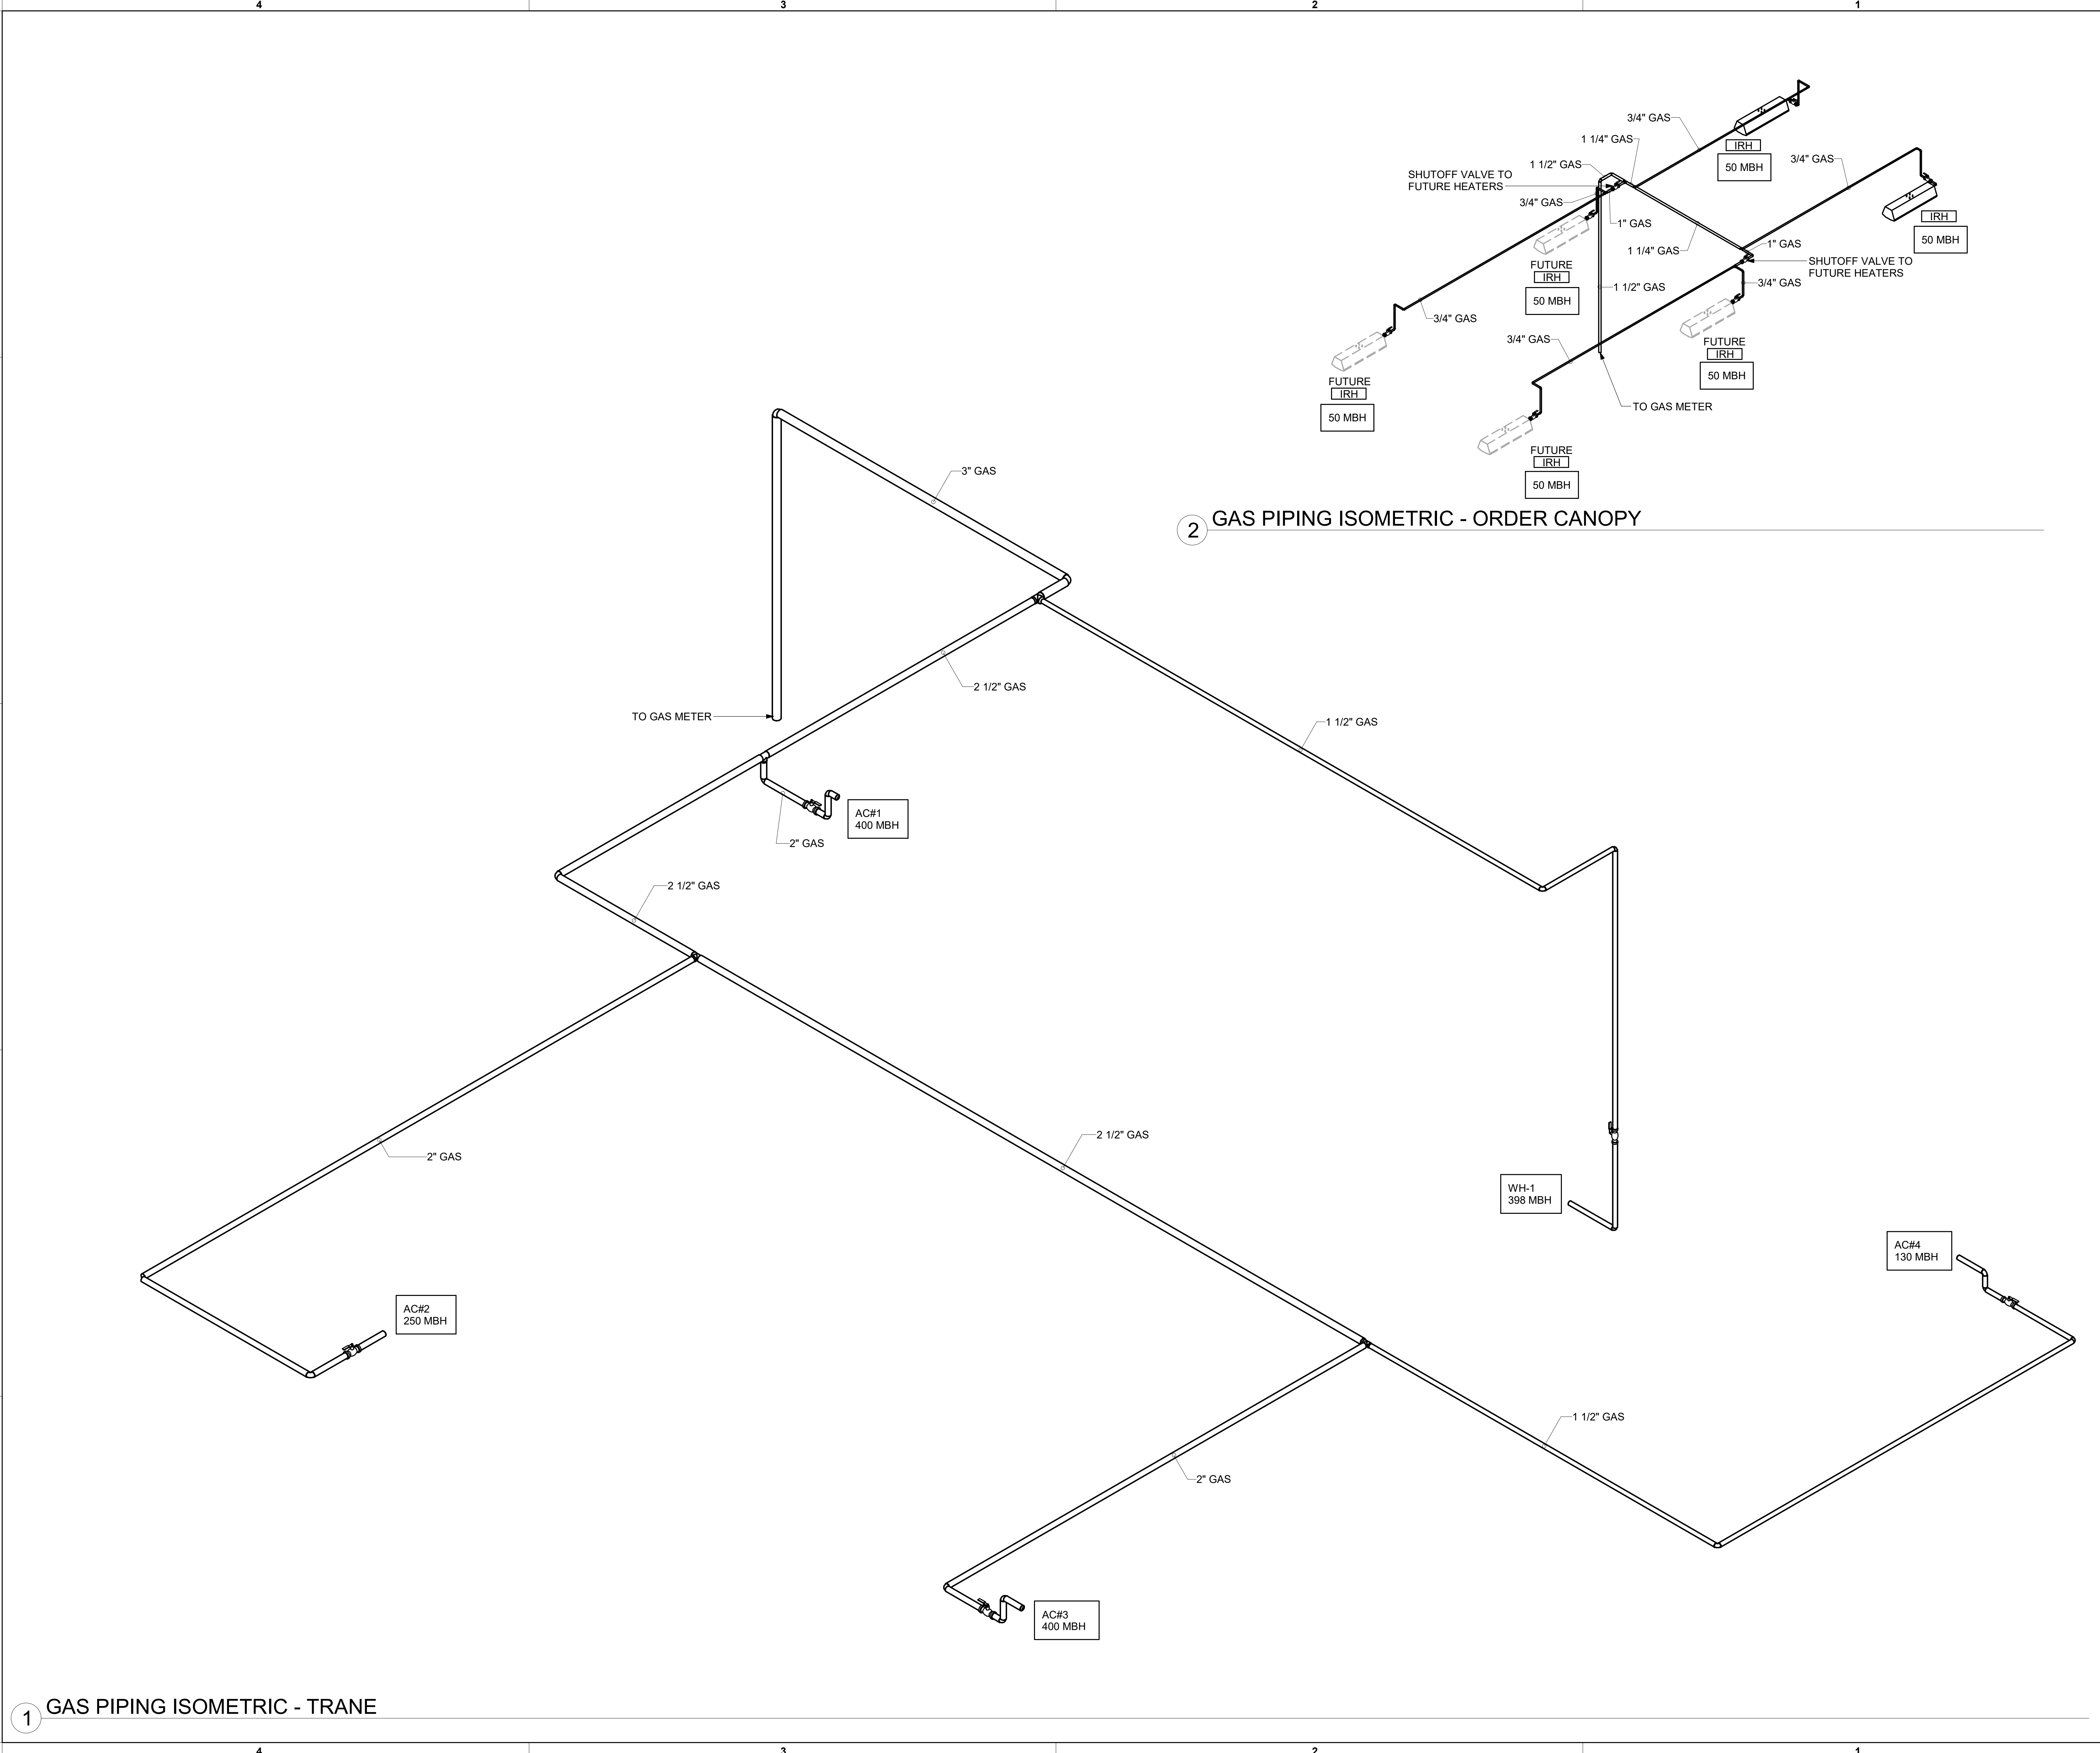 4 3 2 1
3/4" GAS
1 1/4" GAS
1 1/2" GAS
SHUTOFF VALVE TO
FUTURE HEATERS
3/4" GAS
IRH
50 MBH
3/4" GAS
IRH
50 MBH
1" GAS
1 1/4" GAS
1" GAS
SHUTOFF VALVE TO
FUTURE HEATERS
3/4" GAS
FUTURE
IRH
50 MBH
1 1/2" GAS
3/4" GAS
3/4" GAS
FUTURE
IRH
50 MBH
FUTURE
IRH
50 MBH
TO GAS METER
FUTURE
IRH
50 MBH
2 GAS PIPING ISOMETRIC - ORDER CANOPY
3" GAS
2 1/2" GAS
TO GAS METER
1 1/2" GAS
AC#1
400 MBH
2" GAS
2 1/2" GAS
2 1/2" GAS
2" GAS
WH-1
398 MBH
AC#4
130 MBH
AC#2
250 MBH
1 1/2" GAS
2" GAS
AC#3
400 MBH
1 GAS PIPING ISOMETRIC - TRANE
4 3 2 1